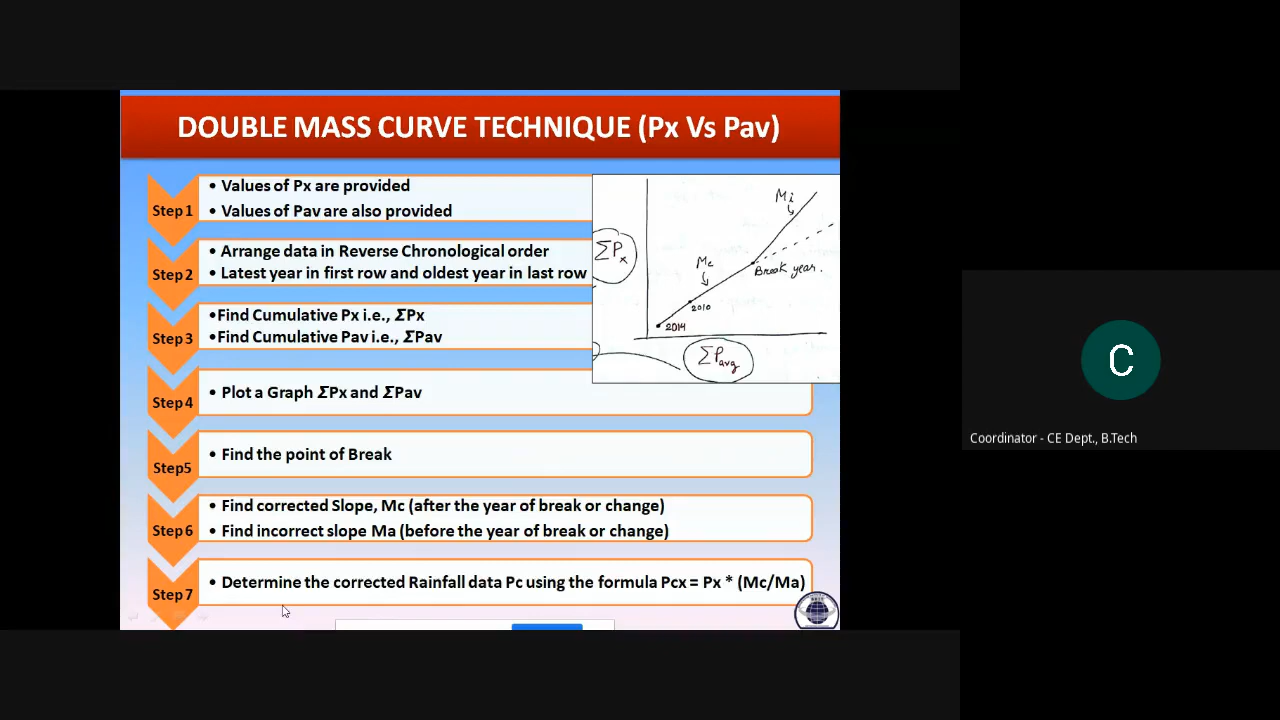 DOUBLE MASS CURVE TECHNIQUE (Px Vs Pav)
Step 1
• Values of Px are provided
• Values of Pav are also provided
Step 2
• Arrange data in Reverse Chronological order
• Latest year in first row and oldest year in last row
Step 3
•Find Cumulative Px i.e., ΣPx
•Find Cumulative Pav i.e., ΣPav
Step 4
• Plot a Graph ΣPx and ΣPav
Step5
• Find the point of Break
Step 6
• Find corrected Slope, Mc (after the year of break or change)
• Find incorrect slope Ma (before the year of break or change)
Step 7
• Determine the corrected Rainfall data Pc using the formula Pcx = Px * (Mc/Ma)
Mi
ΣPx
Mc
Break year.
2010
2014
ΣPavg
C
Coordinator - CE Dept., B.Tech